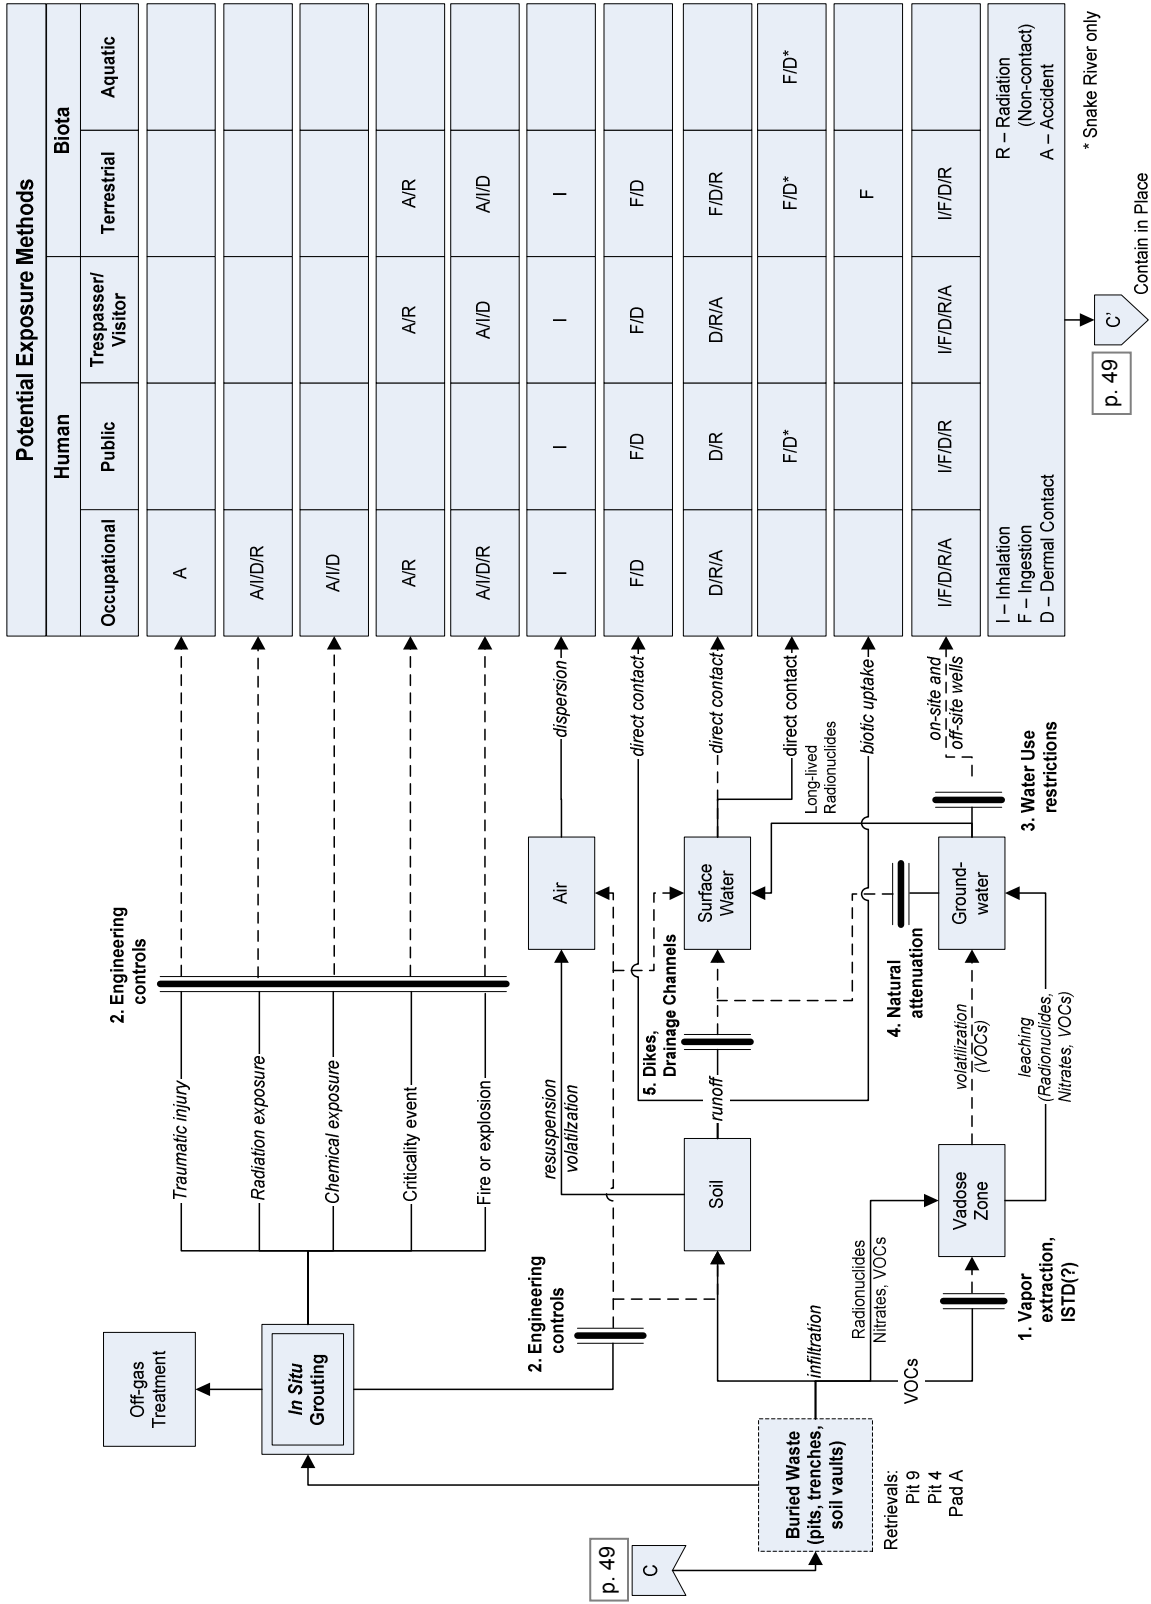 Potential Exposure Methods
Human
Biota
Occupational
Public
Trespasser/
Visitor
Terrestrial
Aquatic
p. 49
C
Buried Waste
(pits, trenches,
soil vaults)
Retrievals:
Pit 9
Pit 4
Pad A
Off-gas
Treatment
In Situ
Grouting
Traumatic injury
Radiation exposure
Chemical exposure
Criticality event
Fire or explosion
2. Engineering
controls
A
A/I/D/R
A/I/D
A/R
A/R
A/R
A/I/D/R
A/I/D
A/I/D
2. Engineering
controls
resuspension
volatilzation
Air
dispersion
I
I
I
I
infiltration
Soil
direct contact
F/D
F/D
F/D
F/D
runoff
5. Dikes,
Drainage Channels
Surface
Water
direct contact
D/R/A
D/R
D/R/A
F/D/R
direct contact
Long-lived
Radionuclides
F/D*
F/D*
F/D*
biotic uptake
F
Radionuclides
Nitrates, VOCs
VOCs
1. Vapor
extraction,
ISTD(?)
Vadose
Zone
volatilization
(VOCs)
leaching
(Radionuclides,
Nitrates, VOCs)
4. Natural
attenuation
Ground-
water
3. Water Use
restrictions
on-site and
off-site wells
I/F/D/R/A
I/F/D/R
I/F/D/R/A
I/F/D/R
I – Inhalation
F – Ingestion
D – Dermal Contact
R – Radiation
(Non-contact)
A – Accident
* Snake River only
p. 49
C'
Contain in Place